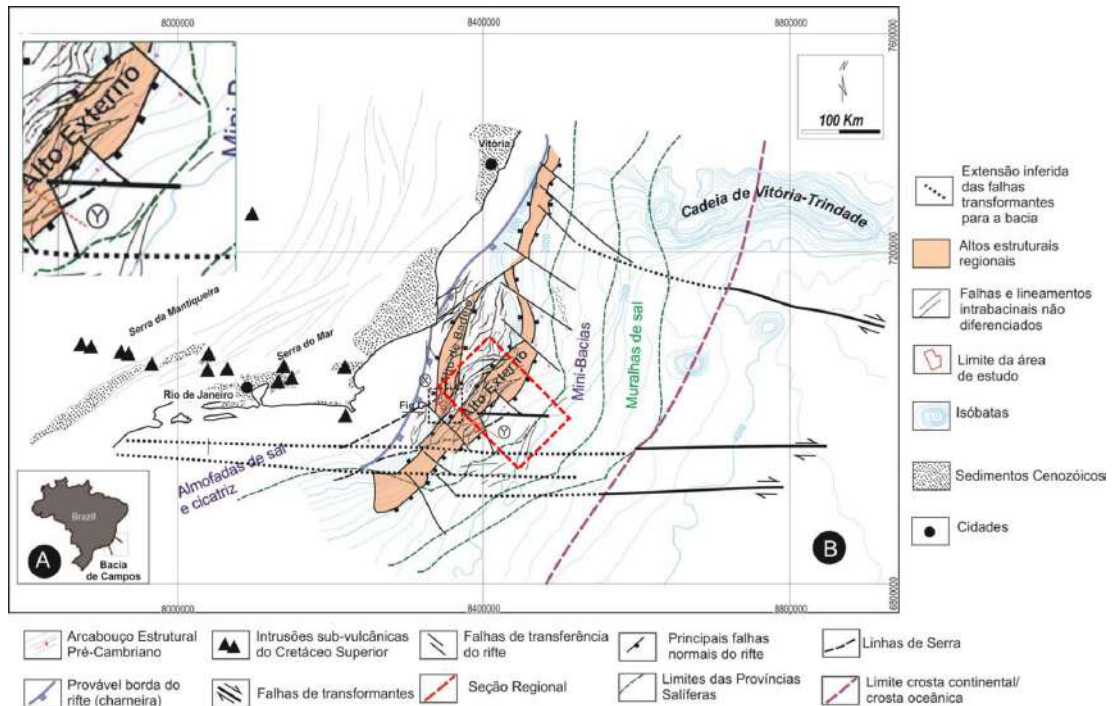 8000000
8400000
8800000
7600000
7200000
6800000
Alto Externo
Mini-B
Y
N
100 Km
Vitória
Cadeia de Vitória-Trindade
Serra da Mantiqueira
Serra do Mar
Rio de Janeiro
Alto Externo
Mini-Bacias
Muralhas de sal
X
Y
Almofadas de sal
e cicatriz
Brazil
A
Bacia
de Campos
B
8000000
8400000
8800000
Extensão inferida
das falhas
transformantes
para a bacia
Altos estruturais
regionais
Falhas e lineamentos
intrabacinais não
diferenciados
Limite da área
de estudo
Isóbatas
Sedimentos Cenozóicos
Cidades
Arcabouço Estrutural
Pré-Cambriano
Intrusões sub-vulcânicas
do Cretáceo Superior
Falhas de transferência
do rifte
Principais falhas
normais do rifte
Linhas de Serra
Provável borda do
rifte (charneira)
Falhas de transformantes
Seção Regional
Limites das Províncias
Salíferas
Limite crosta continental/
crosta oceânica